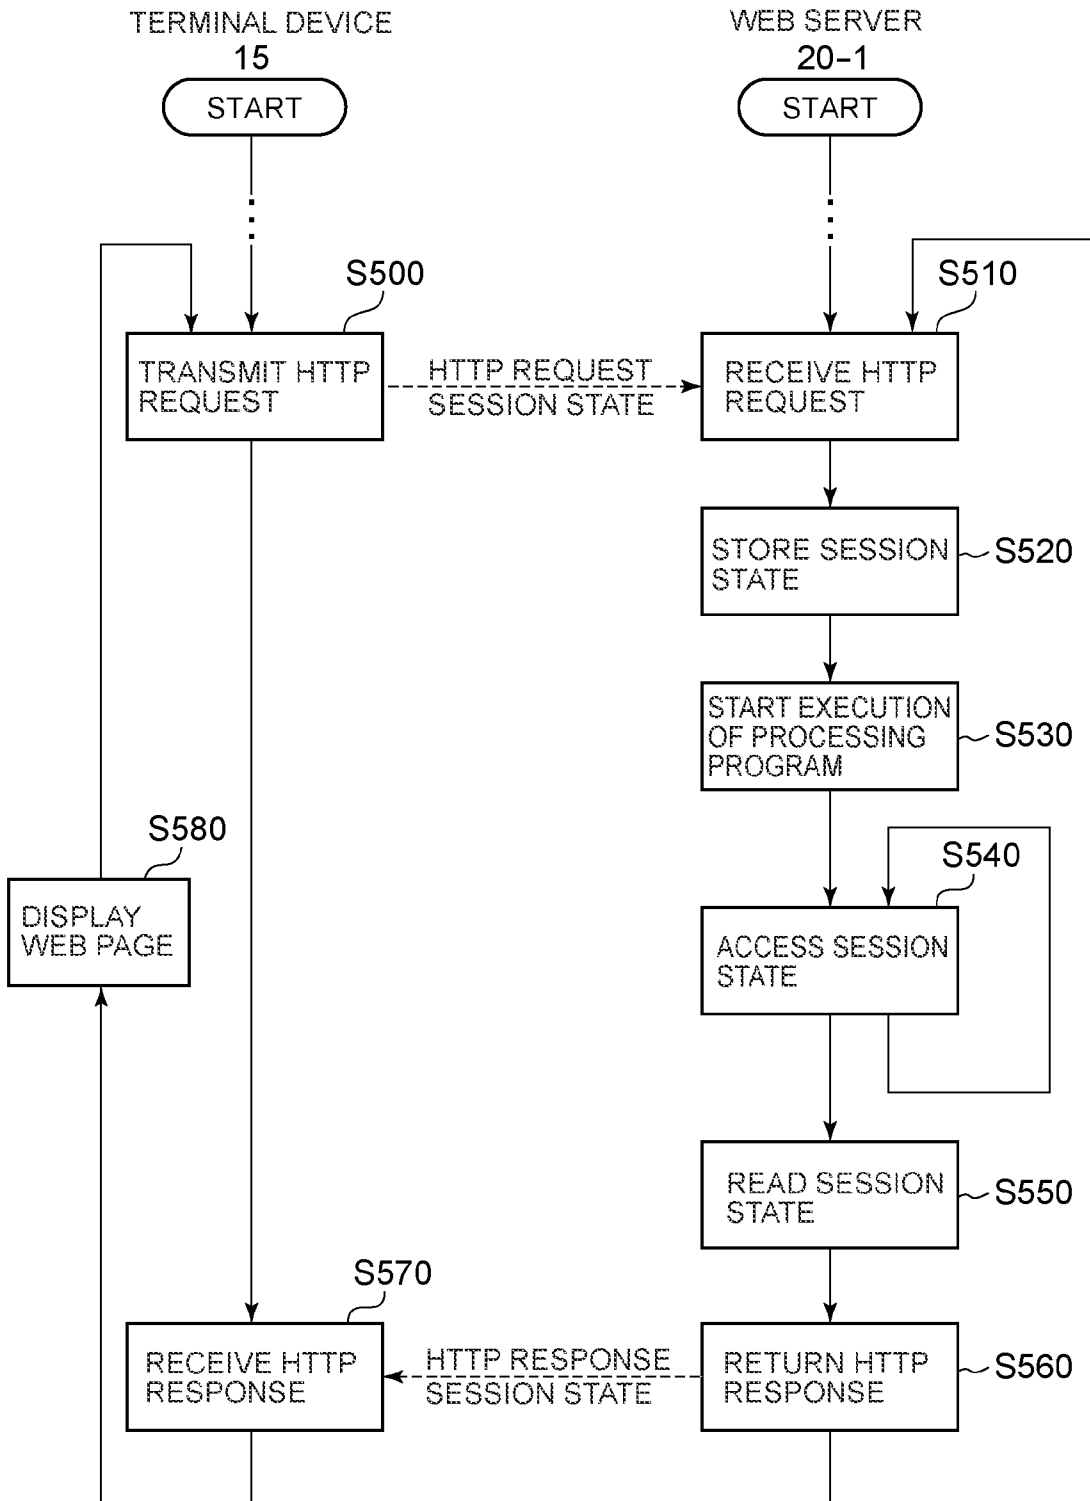 TERMINAL DEVICE
15
START
WEB SERVER
20-1
START
S500
TRANSMIT HTTP
REQUEST
HTTP REQUEST
SESSION STATE
S510
RECEIVE HTTP
REQUEST
STORE SESSION
STATE
S520
START EXECUTION
OF PROCESSING
PROGRAM
S530
S580
DISPLAY
WEB PAGE
S540
ACCESS SESSION
STATE
READ SESSION
STATE
S550
S570
RECEIVE HTTP
RESPONSE
HTTP RESPONSE
SESSION STATE
RETURN HTTP
RESPONSE
S560